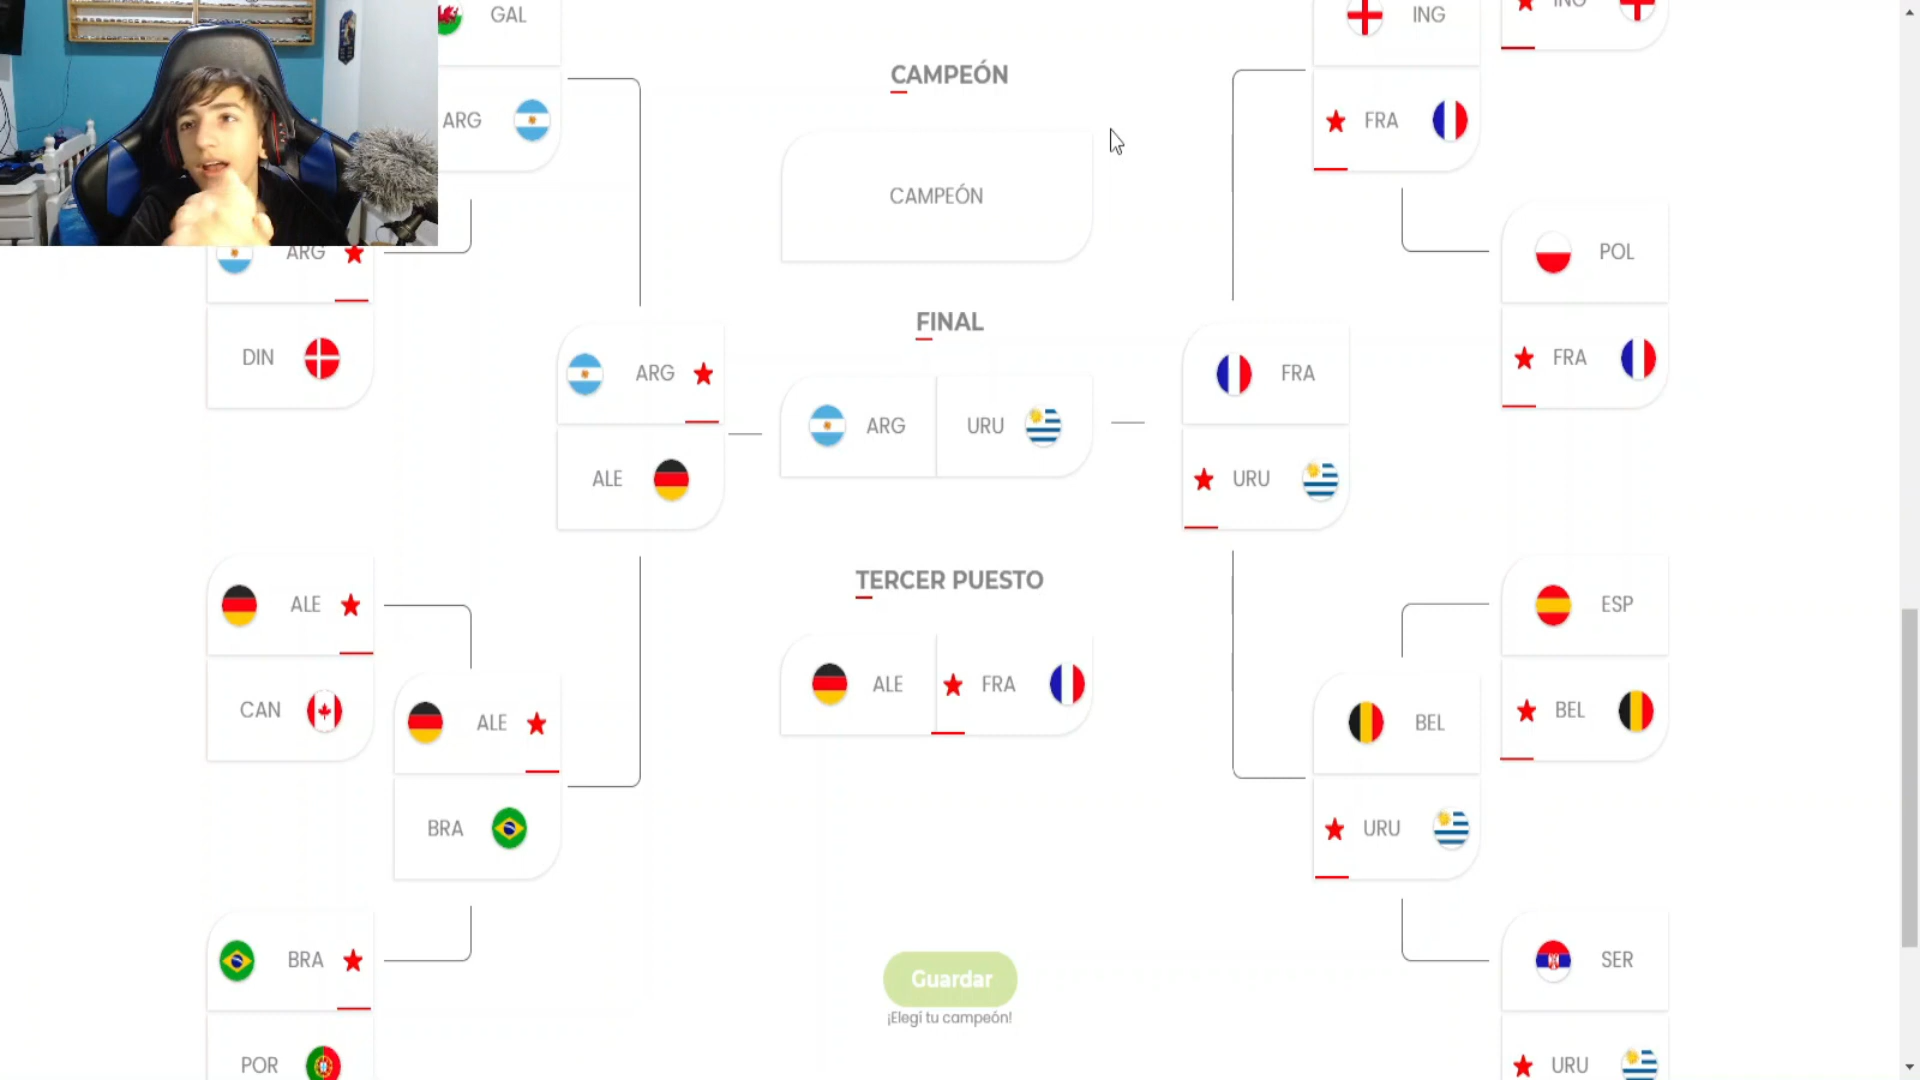 GAL
ARG
ARG
DIN
ARG
ALE
ALE
CAN
ALE
BRA
BRA
POR
CAMPEÓN
CAMPEÓN
FINAL
ARG URU
TERCER PUESTO
ALE FRA
Guardar
¡Elegí tu campeón!
ING
FRA
ING
POL
FRA
FRA
URU
ESP
BEL
BEL
URU
SER
URU